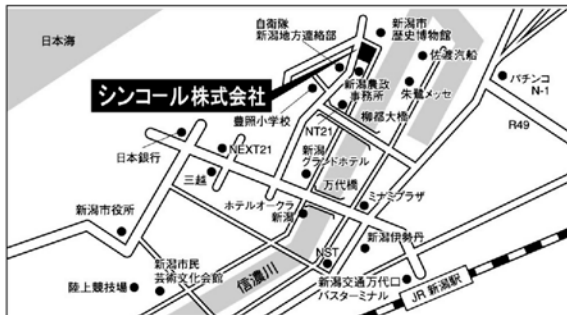 日本海
自衛隊
新潟地方連絡部
新潟市
歴史博物館
佐渡汽船
シンコール株式会社
新潟農政
事務所
朱鷺メッセ
パチンコ
N-1
豊照小学校
NT21
柳都大橋
R49
日本銀行
NEXT21
新潟
グランドホテル
三越
万代橋
ホテルオークラ
新潟
ミナミプラザ
新潟市役所
新潟伊勢丹
NST
新潟市民
芸術文化会館
信濃川
新潟交通万代口
バスターミナル
陸上競技場
JR 新潟駅